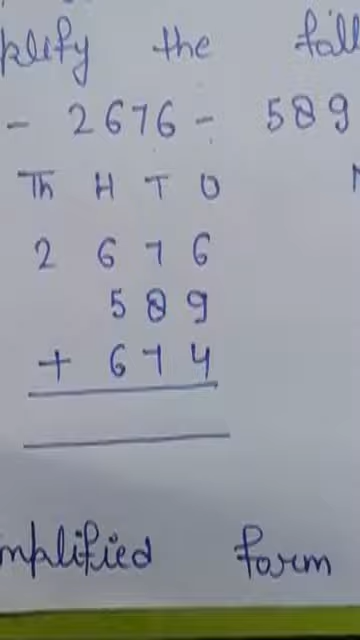 the
- 2676 - 589
Th H T O
2 6 7 6
5 8 9
+ 6 7 4
form